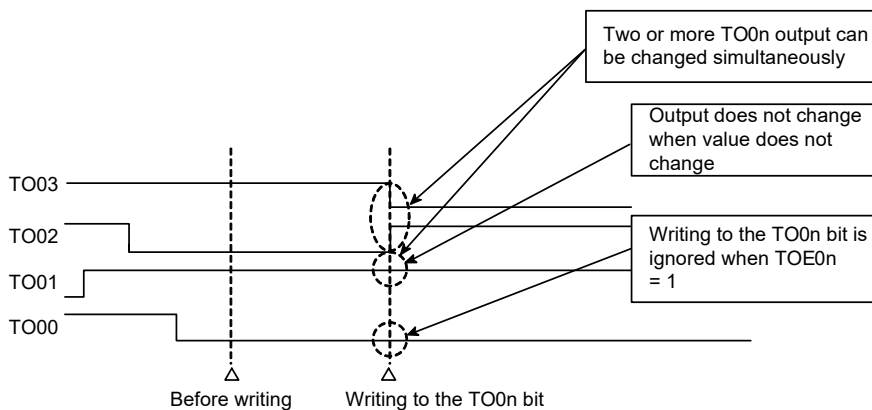 Two or more TO0n output can
be changed simultaneously
Output does not change
when value does not
change
TO03
TO02
Writing to the TO0n bit is
ignored when TOE0n
= 1
TO01
TO00
Before writing
Writing to the TO0n bit